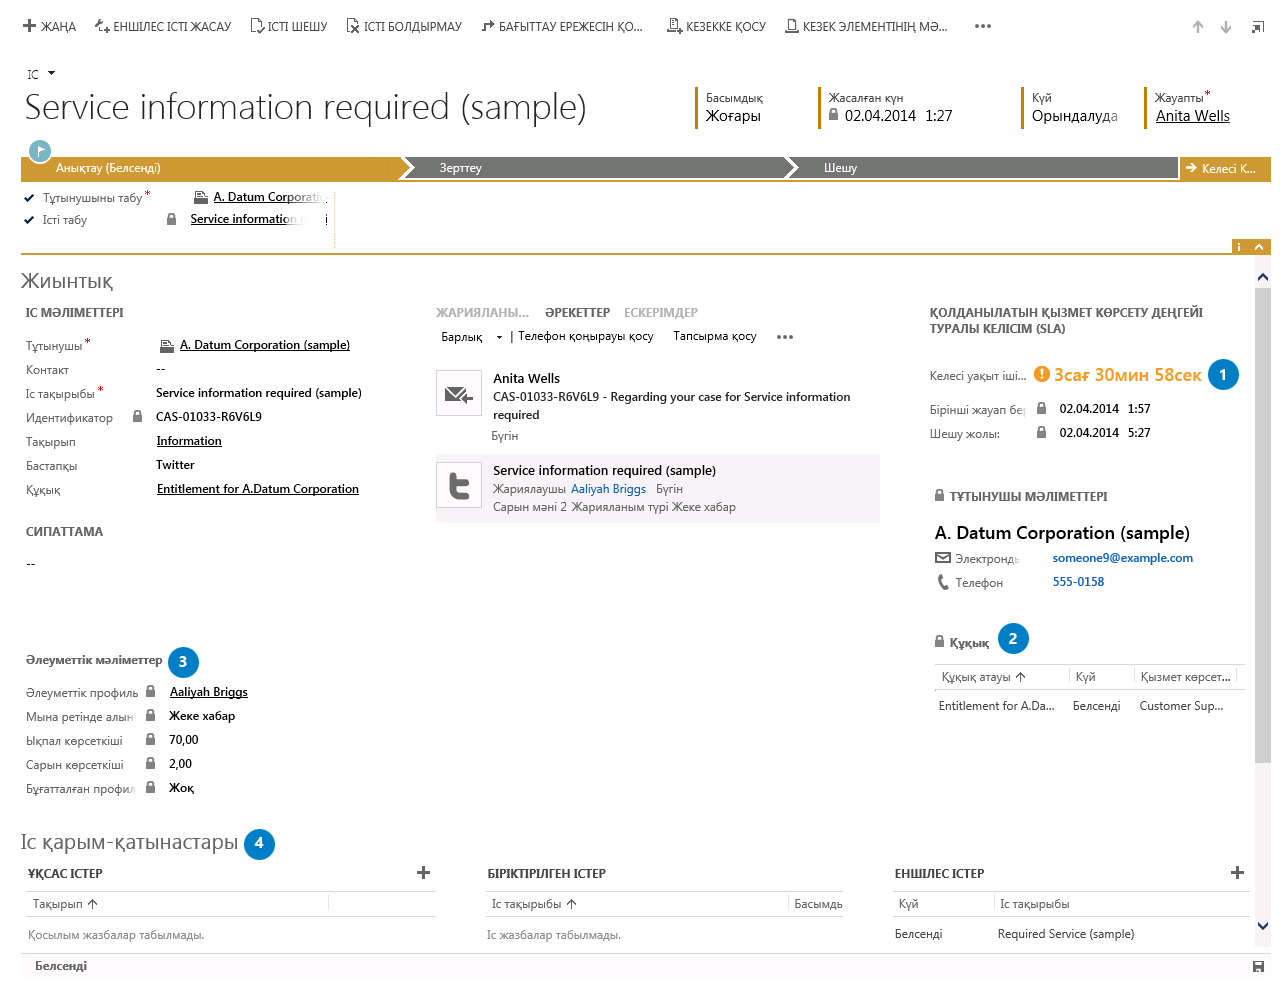 ЖАҢА ЕНШІЛЕС ІСТІ ЖАСАУ ІСТІ ШЕШУ ІСТІ БОЛДЫРМАУ БАҒЫТТАУ ЕРЕЖЕСІН ҚО... КЕЗЕККЕ ҚОСУ КЕЗЕК ЭЛЕМЕНТІНІҢ МӘ... •••
ІС
Service information required (sample)
Басымдық
Жоғары
Жасалған күн
02.04.2014 1:27
Күй
Орындалуда
Жауапты*
Anita Wells
Анықтау (Белсенді) Зерттеу Шешу Келесі К...
Тұтынушыны табу* A. Datum Corporatio
Істі табу Service information r
Жиынтық
ІС МӘЛІМЕТТЕРІ
Тұтынушы* A. Datum Corporation (sample)
Контакт --
Іс тақырыбы* Service information required (sample)
Идентификатор CAS-01033-R6V6L9
Тақырып Information
Бастапқы Twitter
Құқық Entitlement for A.Datum Corporation
СИПАТТАМА
--
Әлеуметтік мәліметтер 3
Әлеуметтік профиль Aaliyah Briggs
Мына ретінде алын Жеке хабар
Ықпал көрсеткіші 70,00
Сарын көрсеткіші 2,00
Бұғатталған профил Жоқ
ЖАРИЯЛАНЫ... ӘРЕКЕТТЕР ЕСКЕРІМДЕР
Барлық | Телефон қоңырауы қосу Тапсырма қосу •••
Anita Wells
CAS-01033-R6V6L9 - Regarding your case for Service information
required
Бүгін
Service information required (sample)
Жариялаушы Aaliyah Briggs Бүгін
Сарын мәні 2 Жарияланым түрі Жеке хабар
ҚОЛДАНЫЛАТЫН ҚЫЗМЕТ КӨРСЕТУ ДЕҢГЕЙІ
ТУРАЛЫ КЕЛІСІМ (SLA)
Келесі уақыт іші... 3сағ 30мин 58сек 1
Бірінші жауап бер 02.04.2014 1:57
Шешу жолы: 02.04.2014 5:27
ТҰТЫНУШЫ МӘЛІМЕТТЕРІ
A. Datum Corporation (sample)
Электронды someone9@example.com
Телефон 555-0158
Құқық 2
Құқық атауы Күй Қызмет көрсет...
Entitlement for A.Da... Белсенді Customer Sup...
Іс қарым-қатынастары 4
ҰҚСАС ІСТЕР
Тақырып
Қосылым жазбалар табылмады.
БІРІКТІРІЛГЕН ІСТЕР
Іс тақырыбы Басымдь
Іс жазбалар табылмады.
ЕНШІЛЕС ІСТЕР
Күй Іс тақырыбы
Белсенді Required Service (sample)
Белсенді